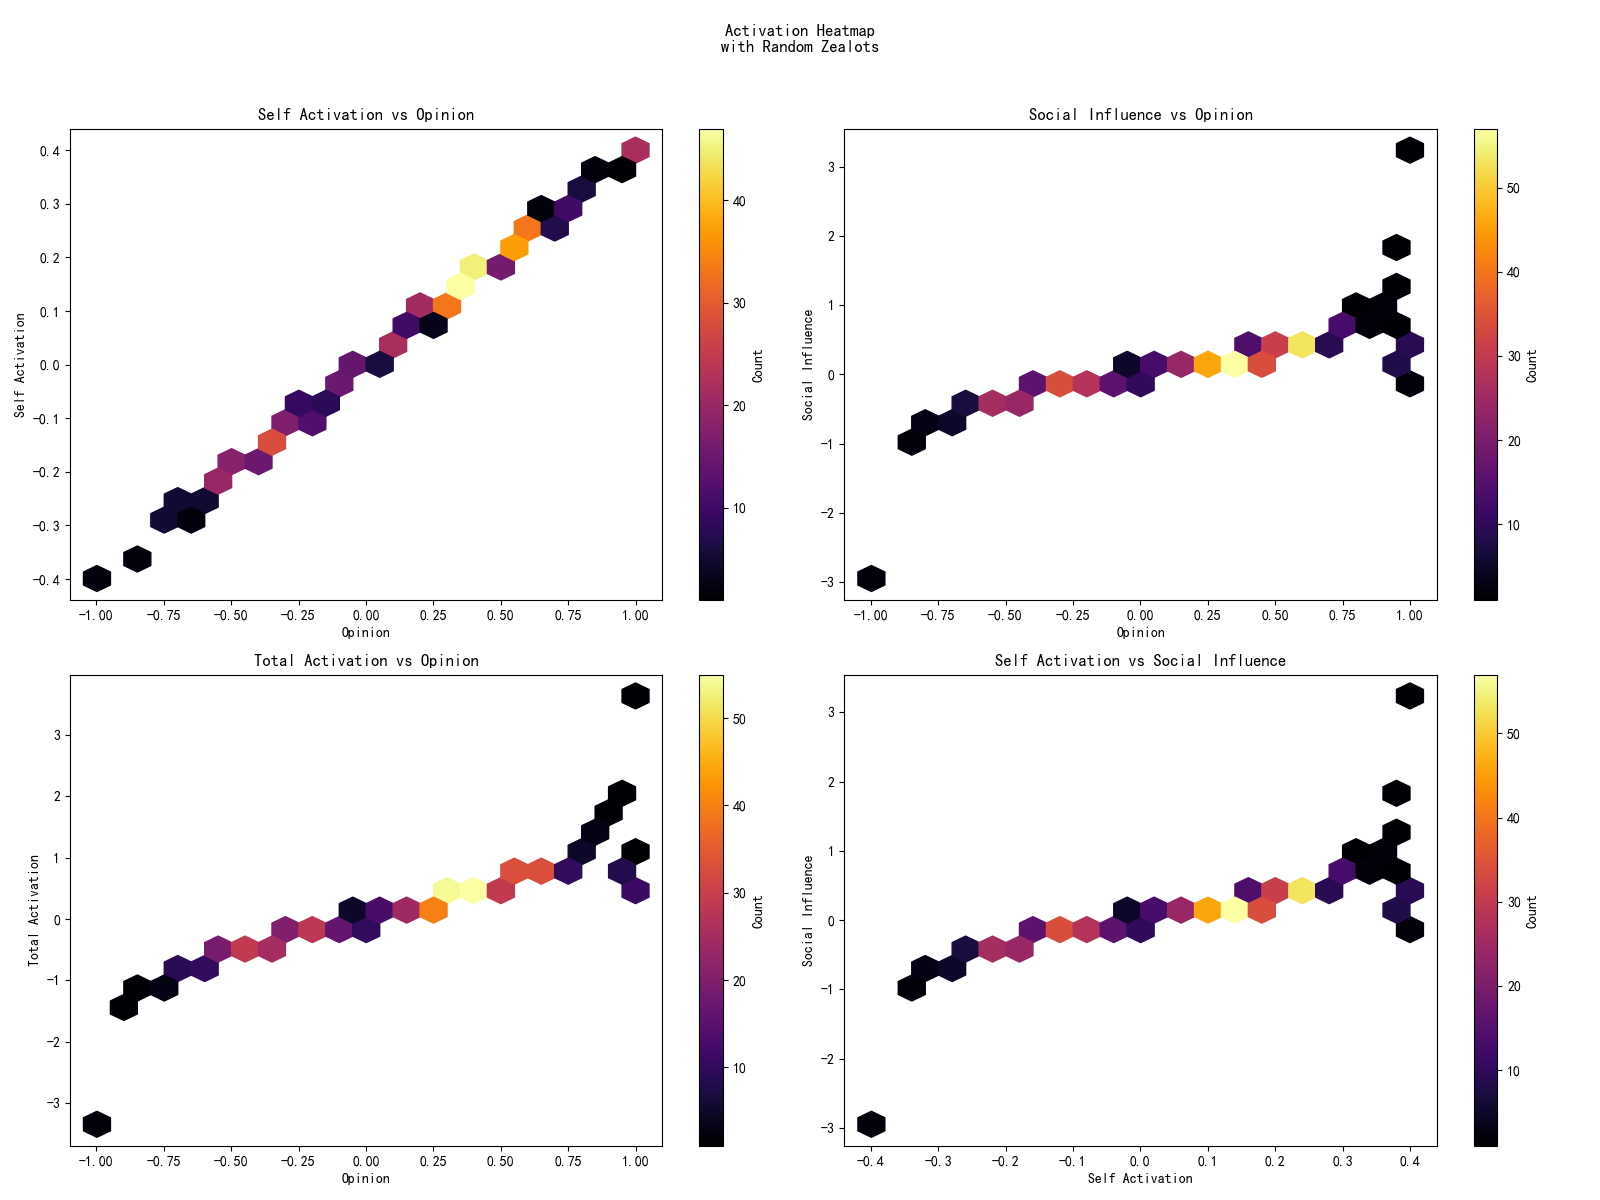 Activation Heatmap
with Random Zealots
Self Activation vs Opinion
0.4
0.3
0.2
0.1
0.0
−0.1
−0.2
−0.3
−0.4
Self Activation
−1.00 −0.75 −0.50 −0.25 0.00 0.25 0.50 0.75 1.00
Opinion
40
30
20
10
Count
Social Influence vs Opinion
3
2
1
0
−1
−2
−3
Social Influence
−1.00 −0.75 −0.50 −0.25 0.00 0.25 0.50 0.75 1.00
Opinion
50
40
30
20
10
Count
Total Activation vs Opinion
3
2
1
0
−1
−2
−3
Total Activation
−1.00 −0.75 −0.50 −0.25 0.00 0.25 0.50 0.75 1.00
Opinion
50
40
30
20
10
Count
Self Activation vs Social Influence
3
2
1
0
−1
−2
−3
Social Influence
−0.4 −0.3 −0.2 −0.1 0.0 0.1 0.2 0.3 0.4
Self Activation
50
40
30
20
10
Count